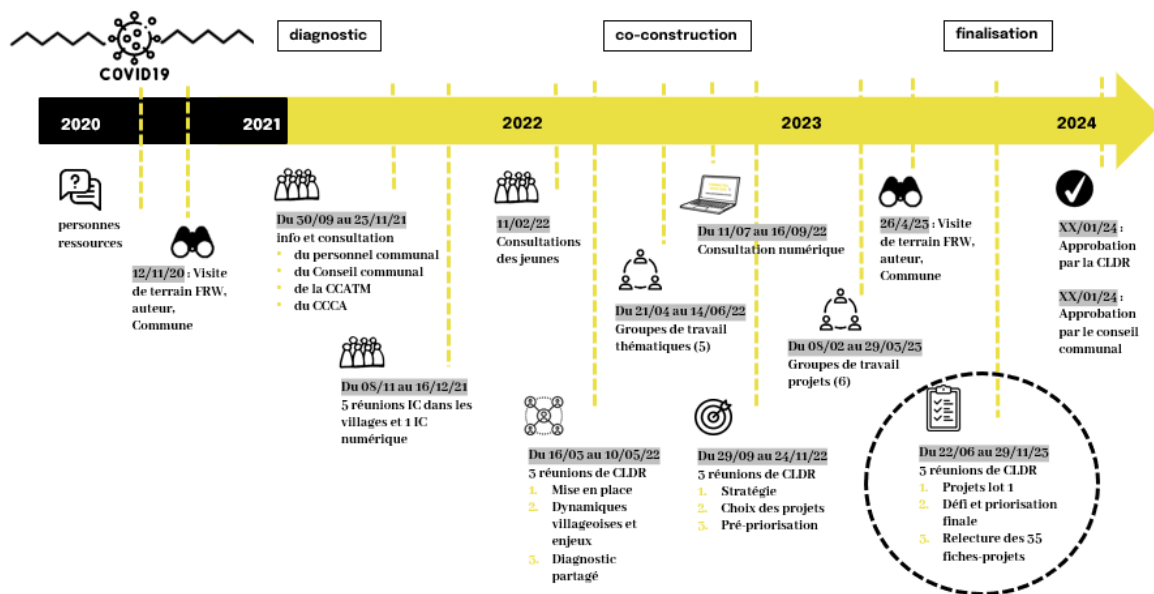 COVID19
diagnostic
co-construction
finalisation
2020
2021
2022
2023
2024
personnes
ressources
12/11/20 : Visite
de terrain FRW,
auteur,
Commune
Du 30/09 au 23/11/21
info et consultation
du personnel communal
du Conseil communal
de la CCATM
du CCCA
Du 08/11 au 16/12/21
5 réunions IC dans les
villages et 1 IC
numérique
11/02/22
Consultations
des jeunes
Du 16/03 au 10/05/22
3 réunions de CLDR
1. Mise en place
2. Dynamiques
villageoises et
enjeux
3. Diagnostic
partagé
Du 21/04 au 14/06/22
Groupes de travail
thématiques (5)
Du 11/07 au 16/09/22
Consultation numérique
Du 29/09 au 24/11/22
3 réunions de CLDR
1. Stratégie
2. Choix des projets
3. Pré-priorisation
Du 08/02 au 29/03/23
Groupes de travail
projets (6)
26/4/23 : Visite
de terrain FRW,
auteur,
Commune
Du 22/06 au 29/11/23
3 réunions de CLDR
1. Projets lot 1
2. Défi et priorisation
finale
3. Relecture des 35
fiches-projets
XX/01/24 :
Approbation
par la CLDR
XX/01/24 :
Approbation
par le conseil
communal